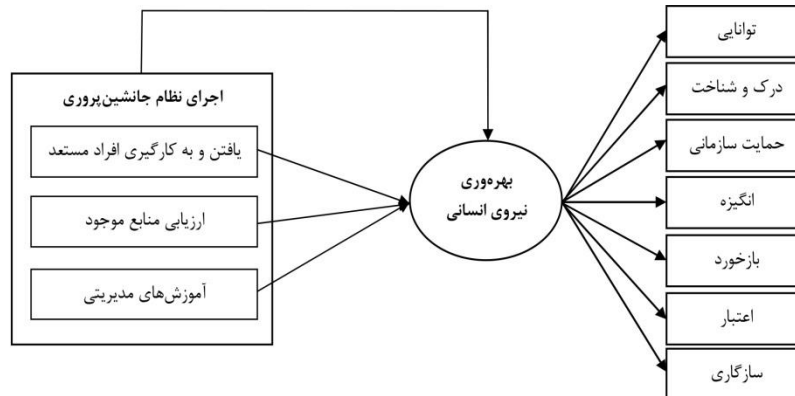 اجرای نظام جانشین‌پروری
یافتن و به کارگیری افراد مستعد
ارزیابی منابع موجود
آموزش‌های مدیریتی
بهره‌وری
نیروی انسانی
توانایی
درک و شناخت
حمایت سازمانی
انگیزه
بازخورد
اعتبار
سازگاری